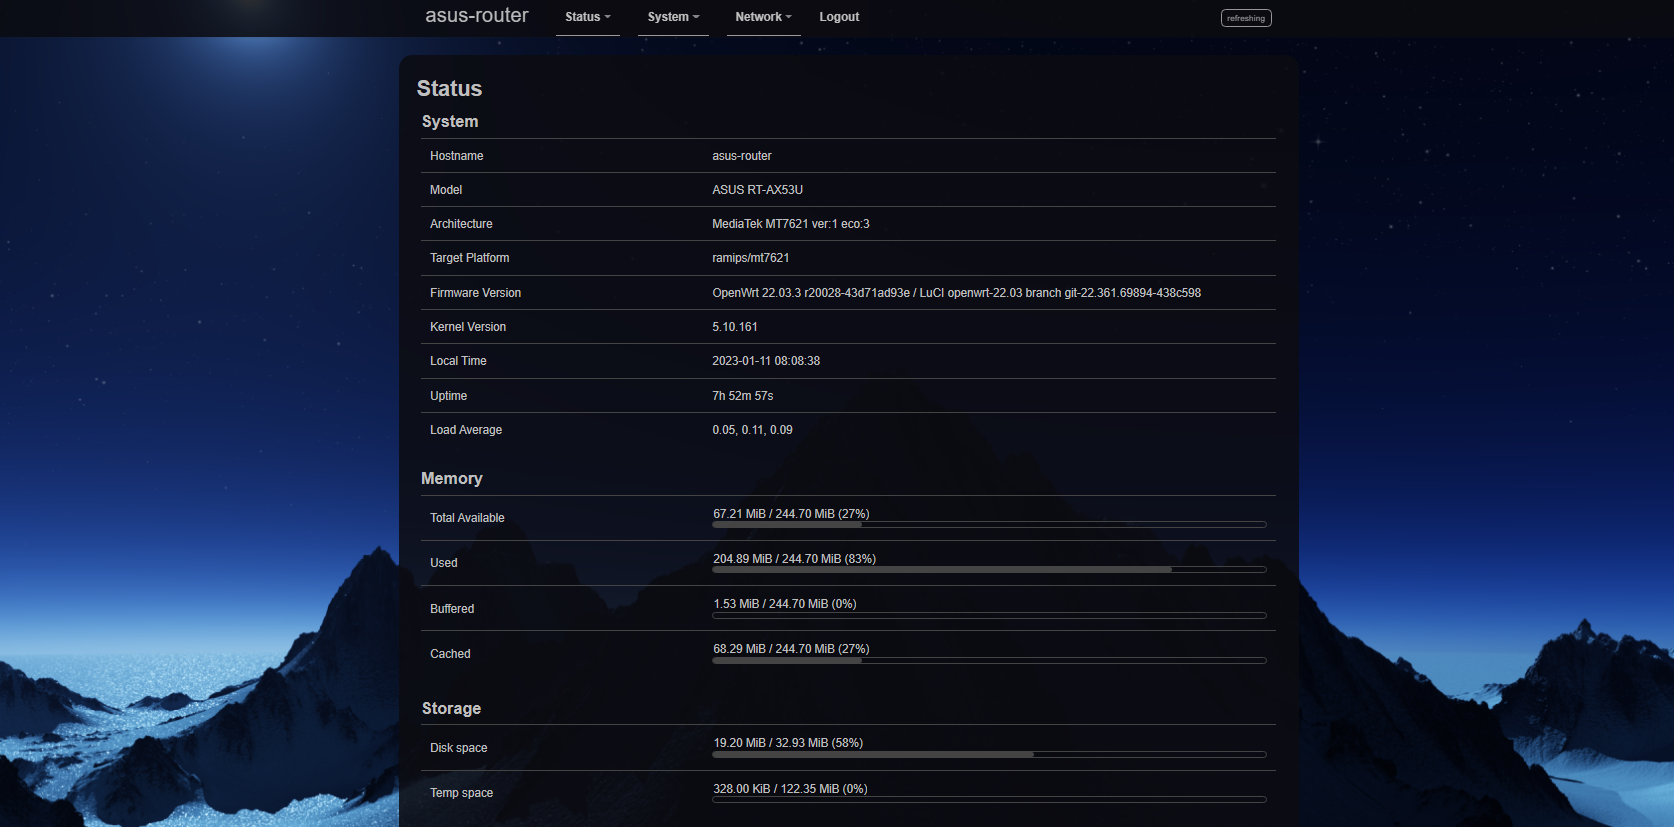 asus-router Status System Network Logout refreshing
Status
System
Hostname asus-router
Model ASUS RT-AX53U
Architecture MediaTek MT7621 ver:1 eco:3
Target Platform ramips/mt7621
Firmware Version OpenWrt 22.03.3 r20028-43d71ad93e / LuCI openwrt-22.03 branch git-22.361.69894-438c598
Kernel Version 5.10.161
Local Time 2023-01-11 08:08:38
Uptime 7h 52m 57s
Load Average 0.05, 0.11, 0.09
Memory
Total Available 67.21 MiB / 244.70 MiB (27%)
Used 204.89 MiB / 244.70 MiB (83%)
Buffered 1.53 MiB / 244.70 MiB (0%)
Cached 68.29 MiB / 244.70 MiB (27%)
Storage
Disk space 19.20 MiB / 32.93 MiB (58%)
Temp space 328.00 KiB / 122.35 MiB (0%)